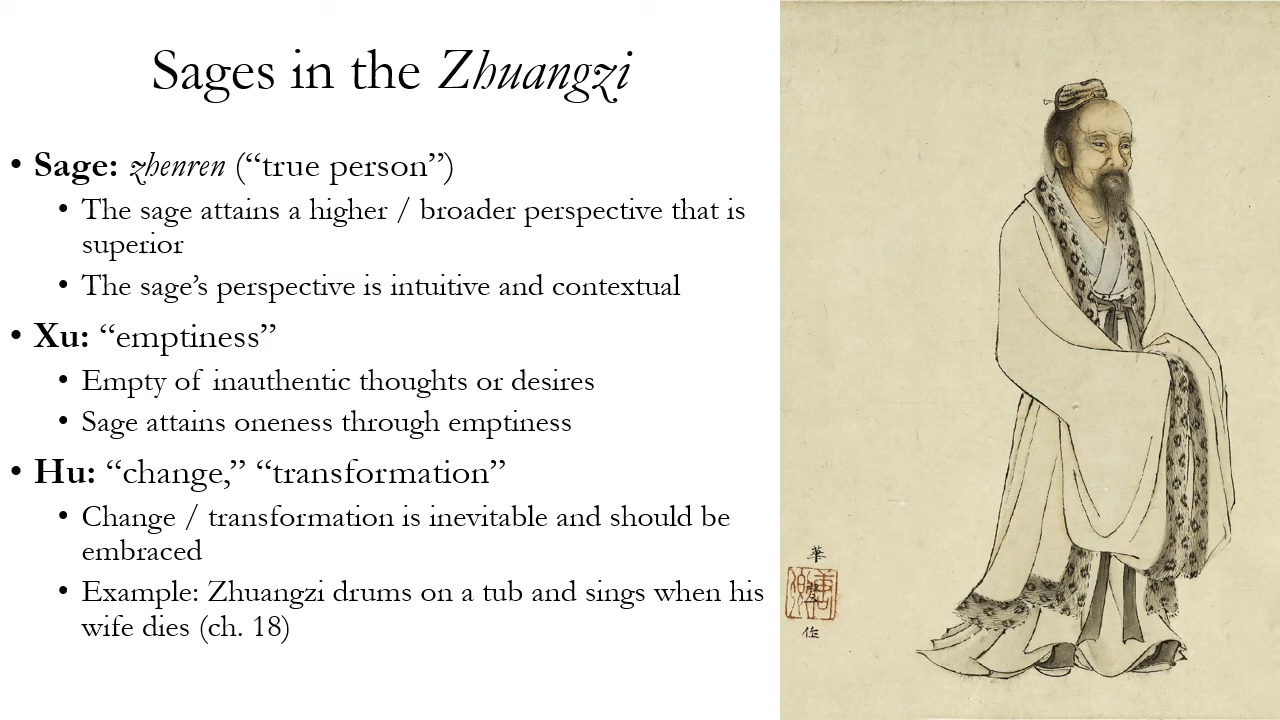 Sages in the Zhuangzi
• Sage: zhenren (“true person”)
• The sage attains a higher / broader perspective that is
superior
• The sage’s perspective is intuitive and contextual
• Xu: “emptiness”
• Empty of inauthentic thoughts or desires
• Sage attains oneness through emptiness
• Hu: “change,” “transformation”
• Change / transformation is inevitable and should be
embraced
• Example: Zhuangzi drums on a tub and sings when his
wife dies (ch. 18)
華
作